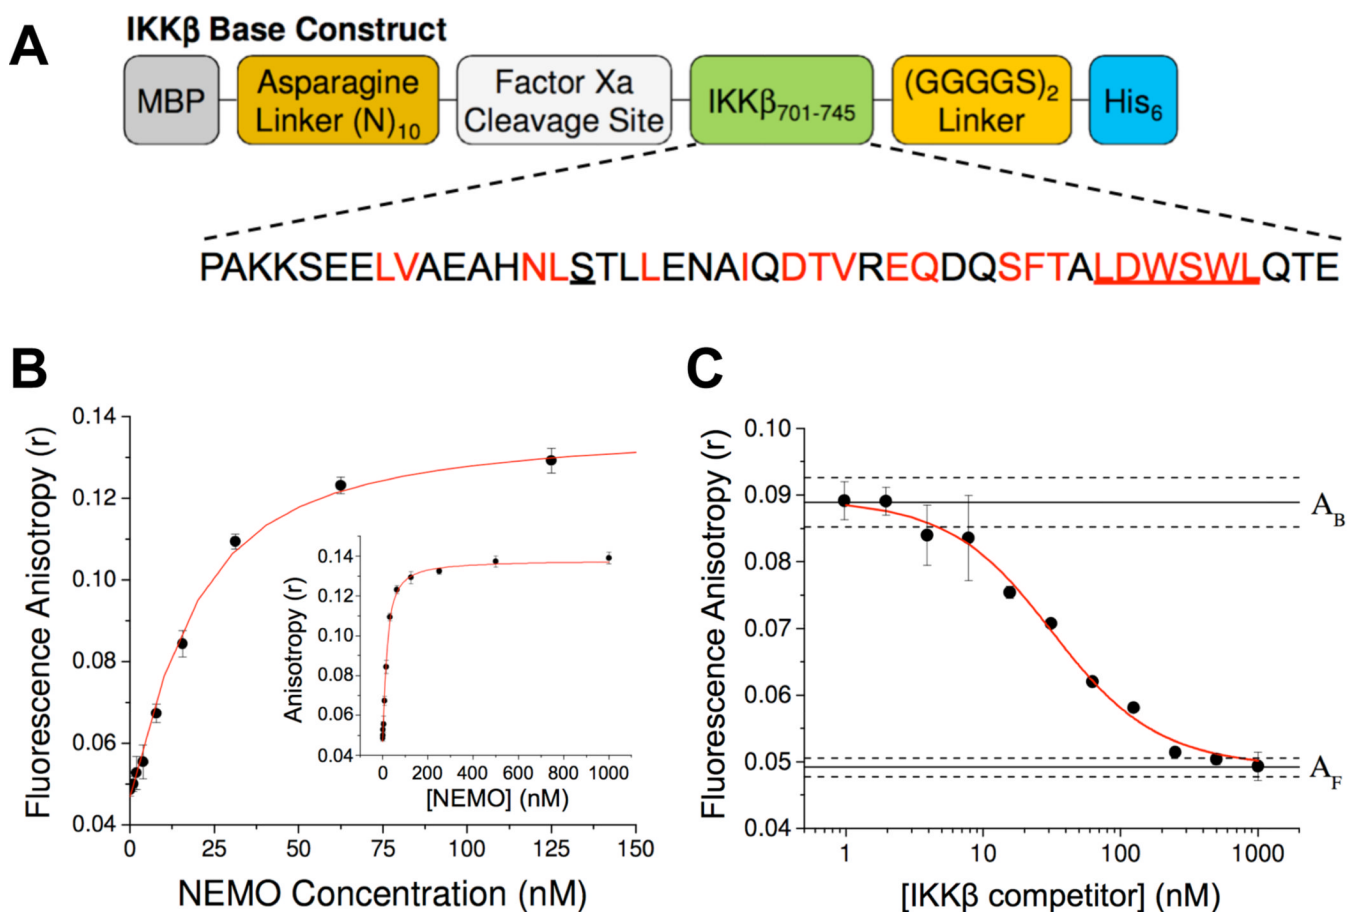 A
IKKβ Base Construct
MBP
Asparagine
Linker (N)10
Factor Xa
Cleavage Site
IKKβ701-745
(GGGGS)2
Linker
His6
PAKKSEELVAEAHNLSTLLENAIQDTVREQDQSFTALDWSWLQTE
B
Fluorescence Anisotropy (r)
0.14
0.12
0.10
0.08
0.06
0.04
0 25 50 75 100 125 150
NEMO Concentration (nM)
Anisotropy (r)
0.14
0.12
0.10
0.08
0.06
0.04
0 200 400 600 800 1000
[NEMO] (nM)
C
Fluorescence Anisotropy (r)
0.10
0.09
0.08
0.07
0.06
0.05
0.04
AB
AF
1 10 100 1000
[IKKβ competitor] (nM)